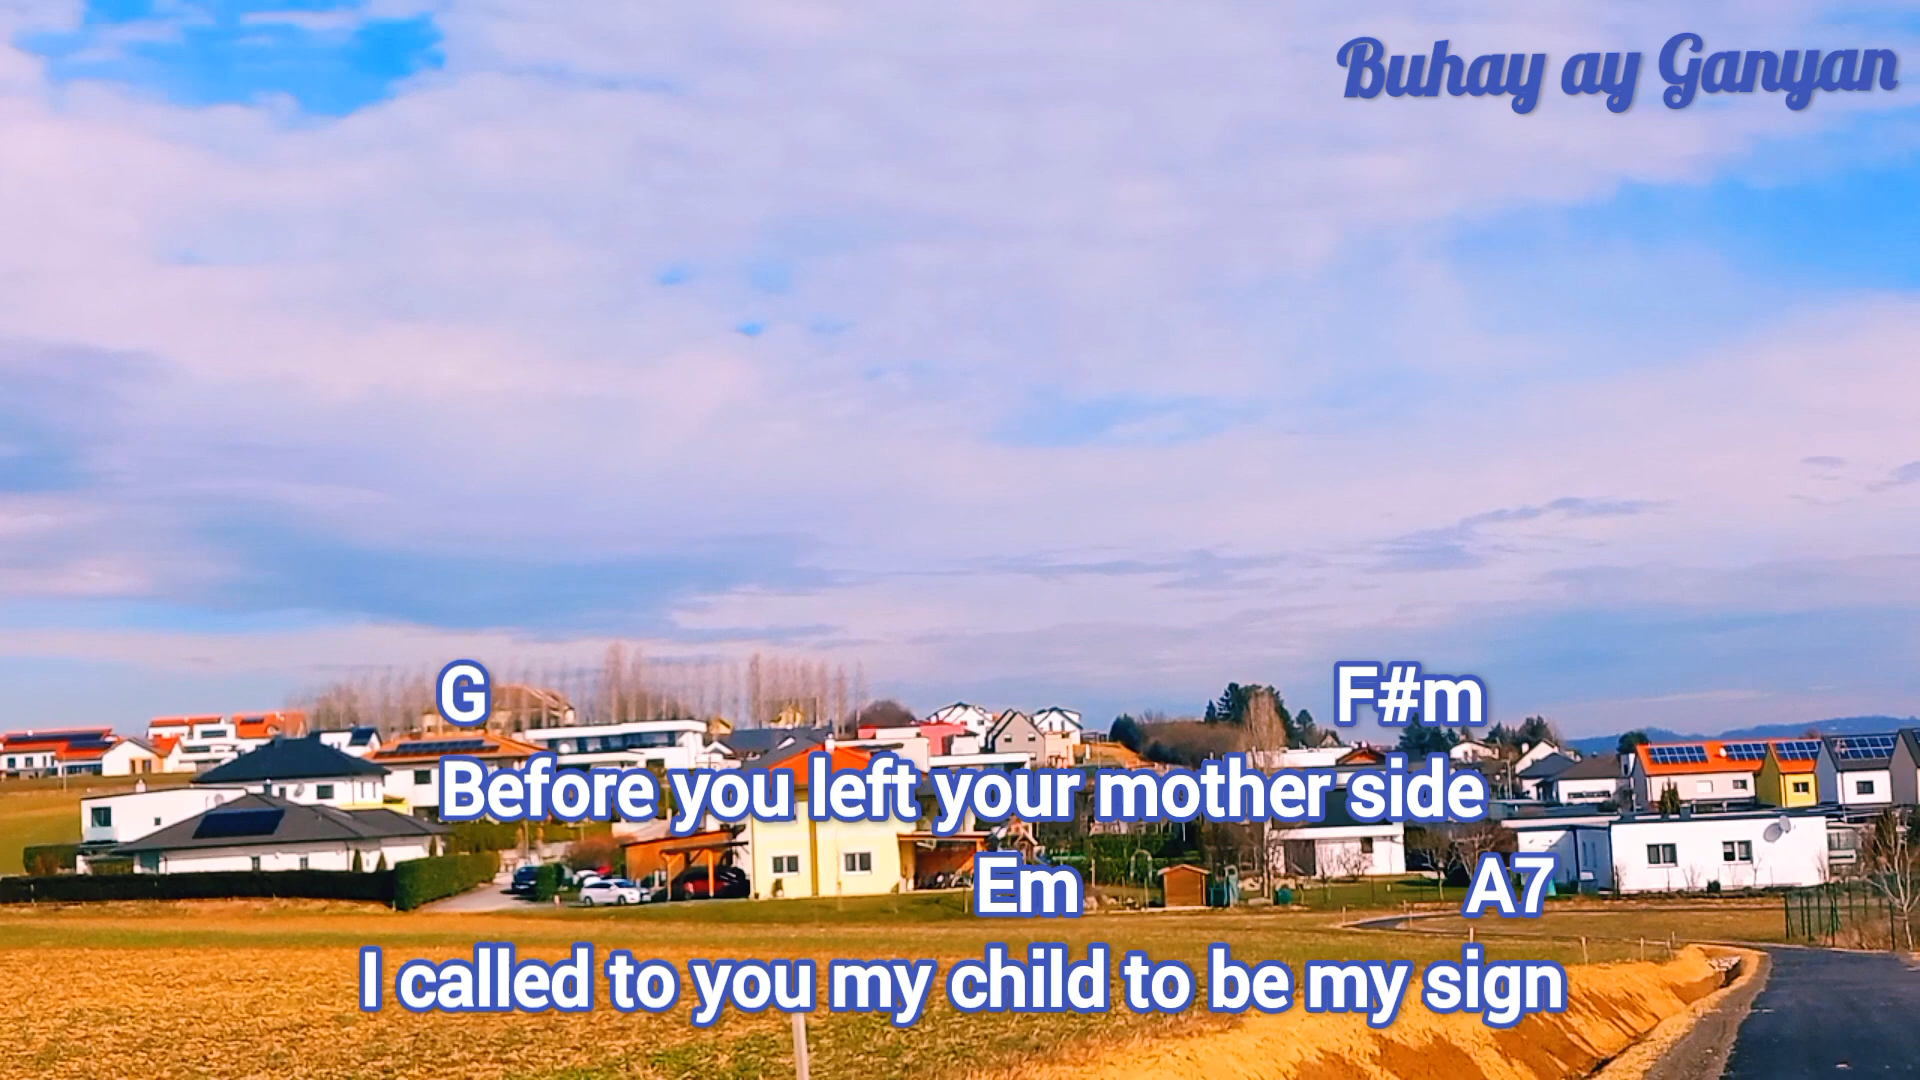 Buhay ay Ganyan
G F#m
Before you left your mother side
Em A7
I called to you my child to be my sign